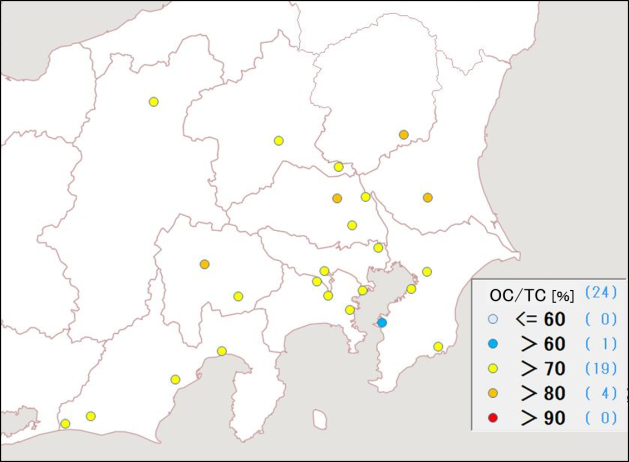 OC/TC [%] (24)
<= 60 ( 0)
> 60 ( 1)
> 70 (19)
> 80 ( 4)
> 90 ( 0)